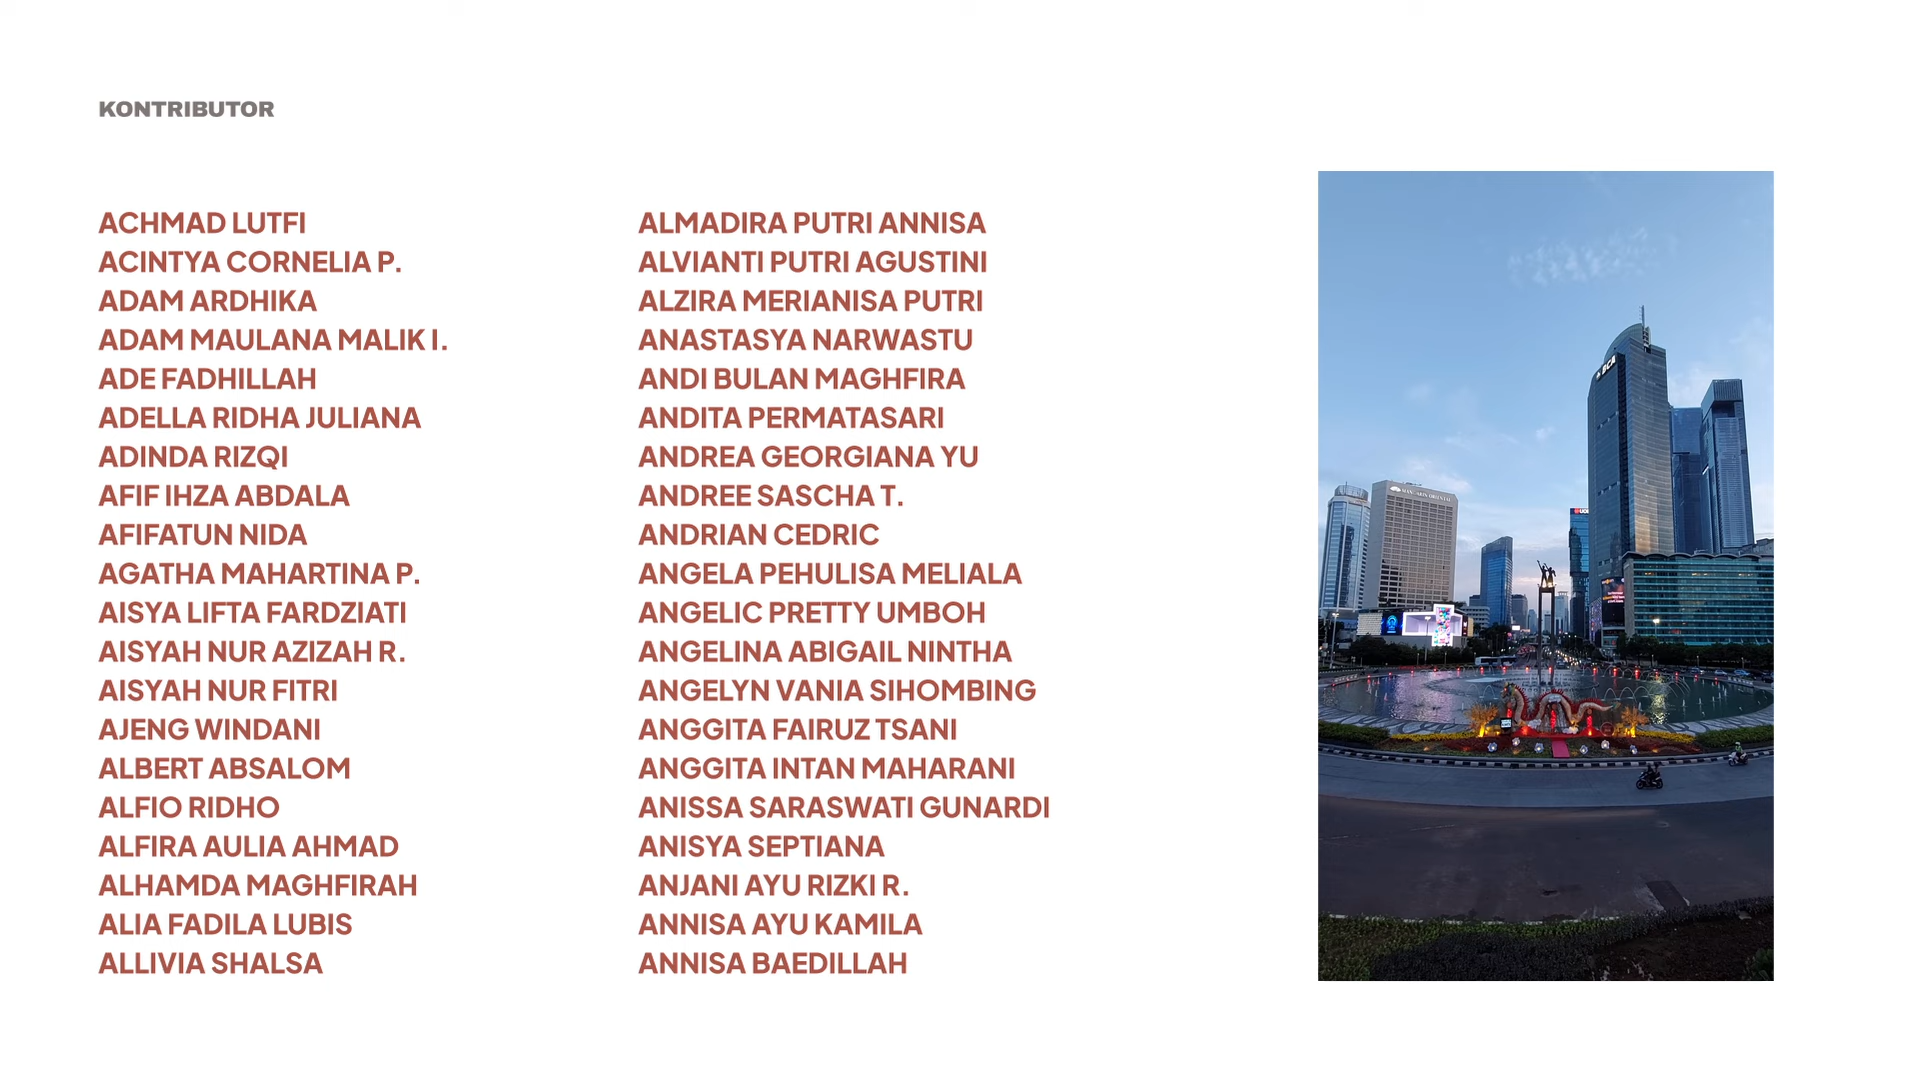 KONTRIBUTOR
ACHMAD LUTFI
ACINTYA CORNELIA P.
ADAM ARDHIKA
ADAM MAULANA MALIK I.
ADE FADHILLAH
ADELLA RIDHA JULIANA
ADINDA RIZQI
AFIF IHZA ABDALA
AFIFATUN NIDA
AGATHA MAHARTINA P.
AISYA LIFTA FARDZIATI
AISYAH NUR AZIZAH R.
AISYAH NUR FITRI
AJENG WINDANI
ALBERT ABSALOM
ALFIO RIDHO
ALFIRA AULIA AHMAD
ALHAMDA MAGHFIRAH
ALIA FADILA LUBIS
ALLIVIA SHALSA
ALMADIRA PUTRI ANNISA
ALVIANTI PUTRI AGUSTINI
ALZIRA MERIANISA PUTRI
ANASTASYA NARWASTU
ANDI BULAN MAGHFIRA
ANDITA PERMATASARI
ANDREA GEORGIANA YU
ANDREE SASCHA T.
ANDRIAN CEDRIC
ANGELA PEHULISA MELIALA
ANGELIC PRETTY UMBOH
ANGELINA ABIGAIL NINTHA
ANGELYN VANIA SIHOMBING
ANGGITA FAIRUZ TSANI
ANGGITA INTAN MAHARANI
ANISSA SARASWATI GUNARDI
ANISYA SEPTIANA
ANJANI AYU RIZKI R.
ANNISA AYU KAMILA
ANNISA BAEDILLAH
BCA